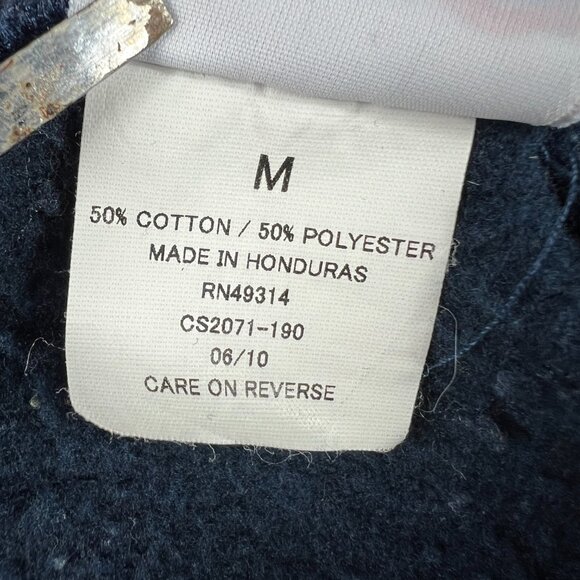 M
50% COTTON / 50% POLYESTER
MADE IN HONDURAS
RN49314
CS2071-190
06/10
CARE ON REVERSE